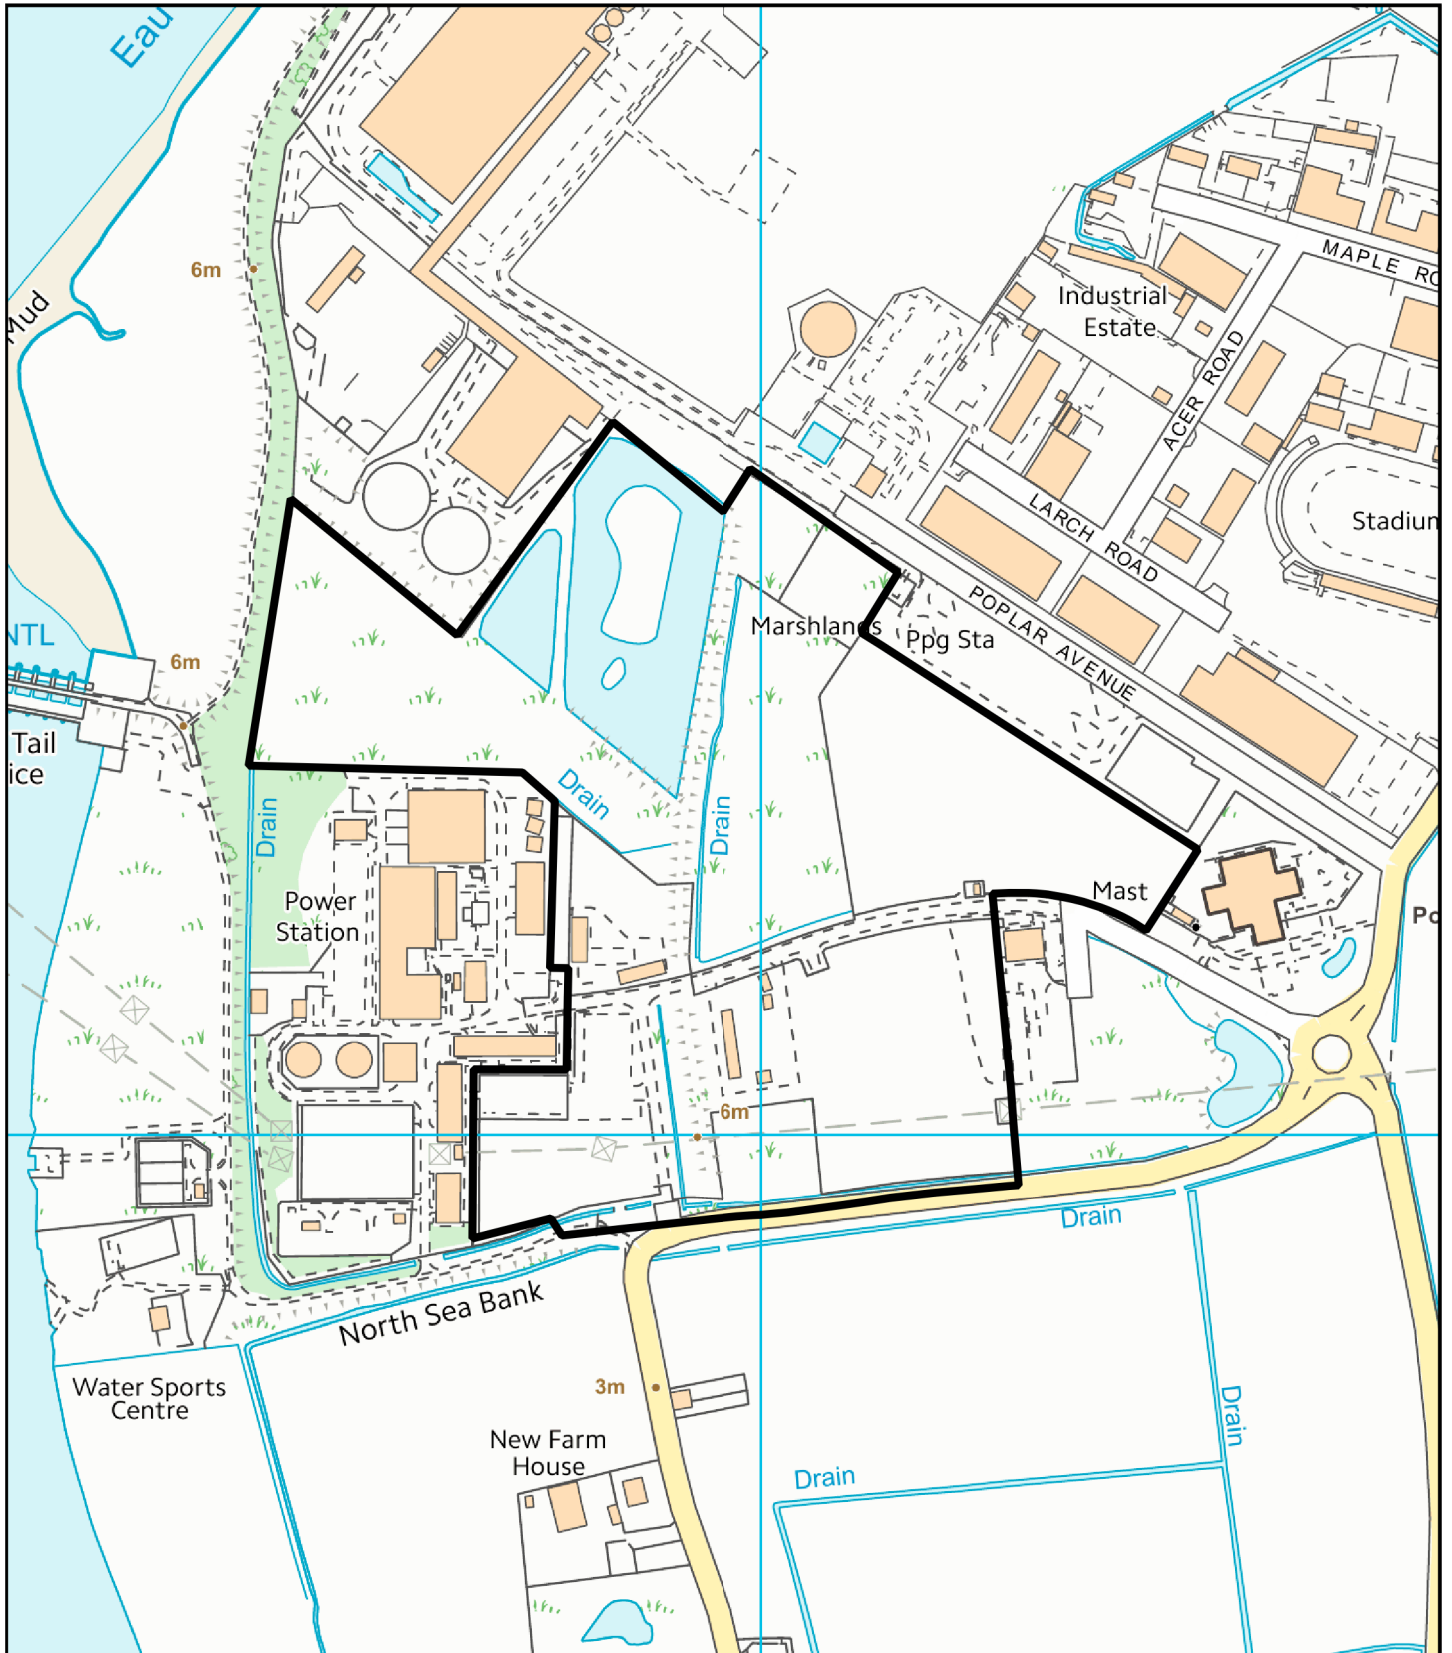 Eau
6m
Mud
MAPLE RO
Industrial
Estate
ACER ROAD
LARCH ROAD
Stadiun
POPLAR AVENUE
Marshlands
Ppg Sta
NTL
6m
Tail
ice
Drain
Drain
Drain
Power
Station
Mast
Po
6m
Drain
North Sea Bank
Water Sports
Centre
3m
New Farm
House
Drain
Drain